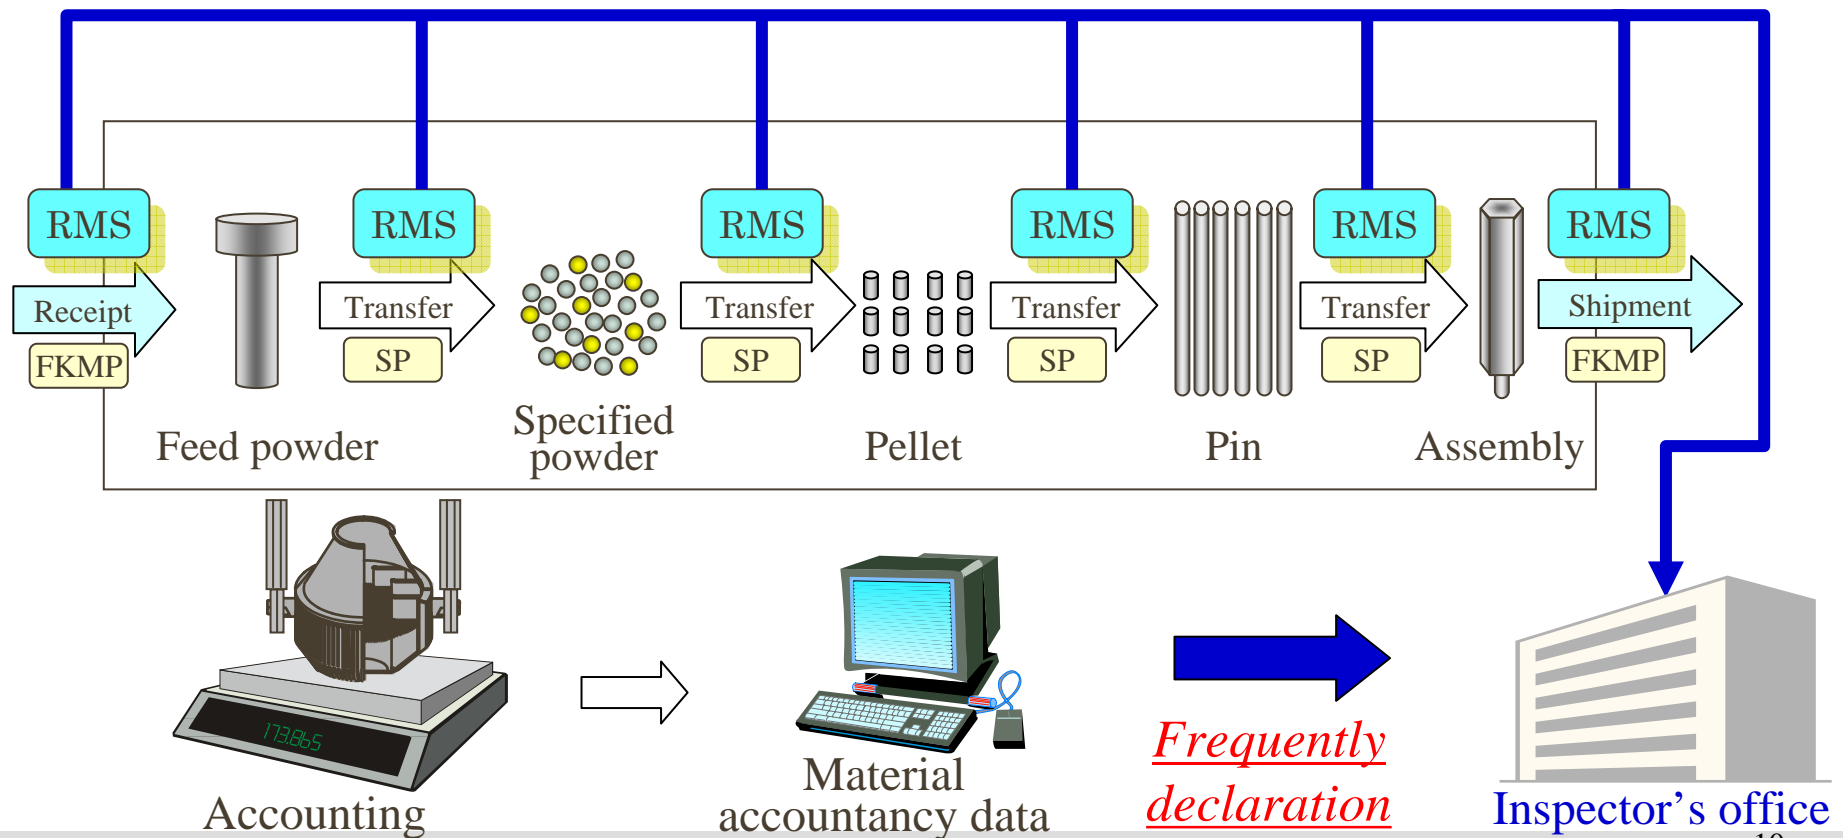 RMS RMS RMS RMS RMS RMS
Receipt Transfer Transfer Transfer Transfer Shipment
FKMP SP SP SP SP FKMP
Feed powder
Specified
powder
Pellet
Pin
Assembly
173.865
Accounting
Material
accountancy data
Frequently
declaration
Inspector's office